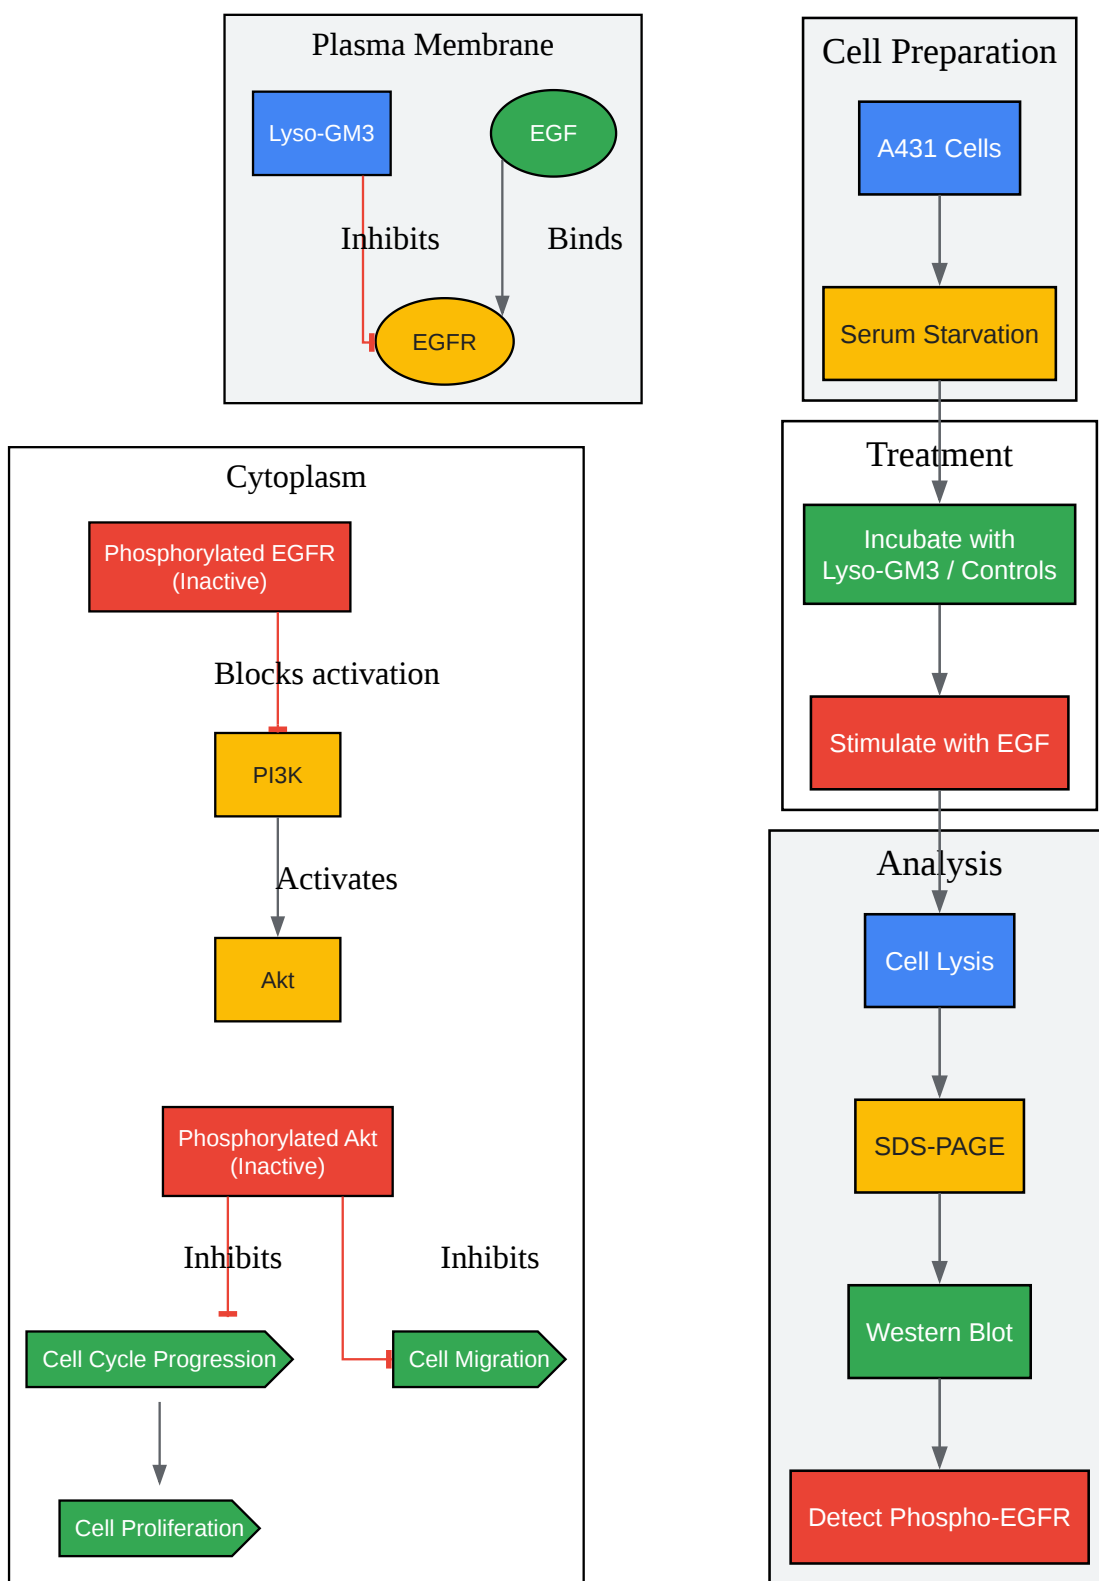 Plasma Membrane
Lyso-GM3
EGF
Inhibits
Binds
EGFR
Cytoplasm
Phosphorylated EGFR
(Inactive)
Blocks activation
PI3K
Activates
Akt
Phosphorylated Akt
(Inactive)
Inhibits
Inhibits
Cell Cycle Progression
Cell Migration
Cell Proliferation
Cell Preparation
A431 Cells
Serum Starvation
Treatment
Incubate with
Lyso-GM3 / Controls
Stimulate with EGF
Analysis
Cell Lysis
SDS-PAGE
Western Blot
Detect Phospho-EGFR